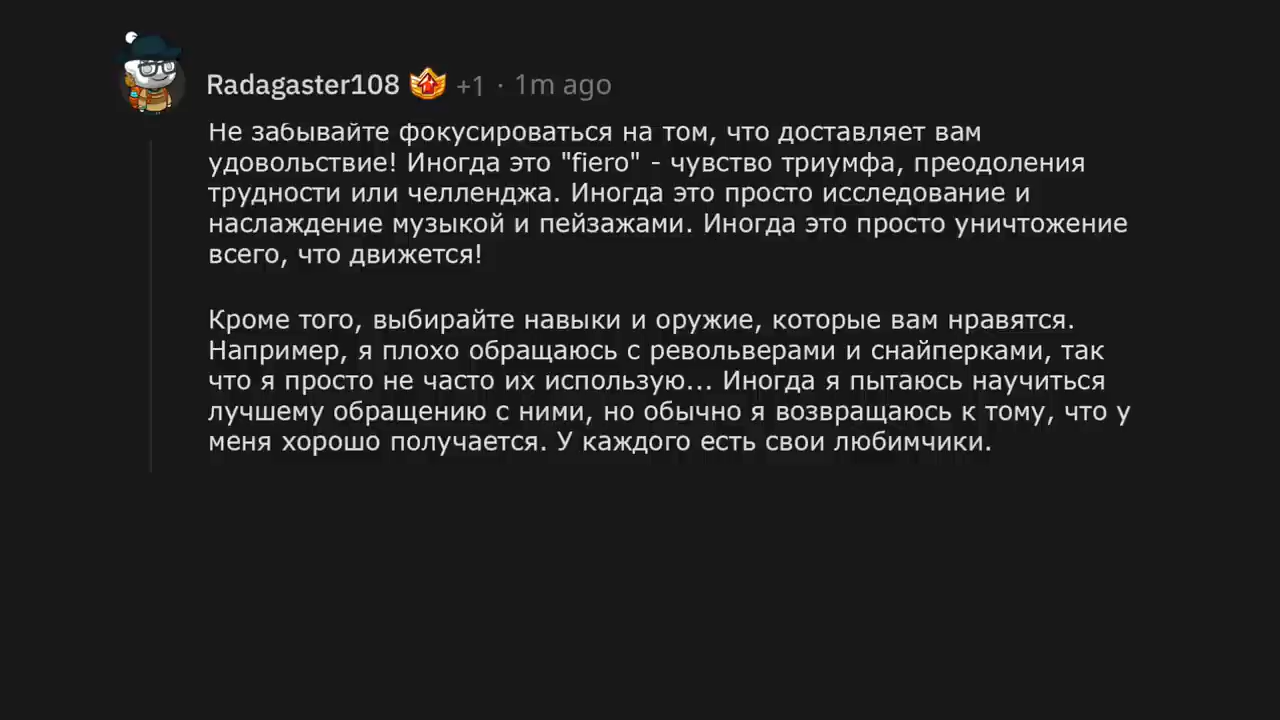 Radagaster108 +1 · 1m ago
Не забывайте фокусироваться на том, что доставляет вам
удовольствие! Иногда это "fiero" - чувство триумфа, преодоления
трудности или челленджа. Иногда это просто исследование и
наслаждение музыкой и пейзажами. Иногда это просто уничтожение
всего, что движется!
Кроме того, выбирайте навыки и оружие, которые вам нравятся.
Например, я плохо обращаюсь с револьверами и снайперками, так
что я просто не часто их использую... Иногда я пытаюсь научиться
лучшему обращению с ними, но обычно я возвращаюсь к тому, что у
меня хорошо получается. У каждого есть свои любимчики.